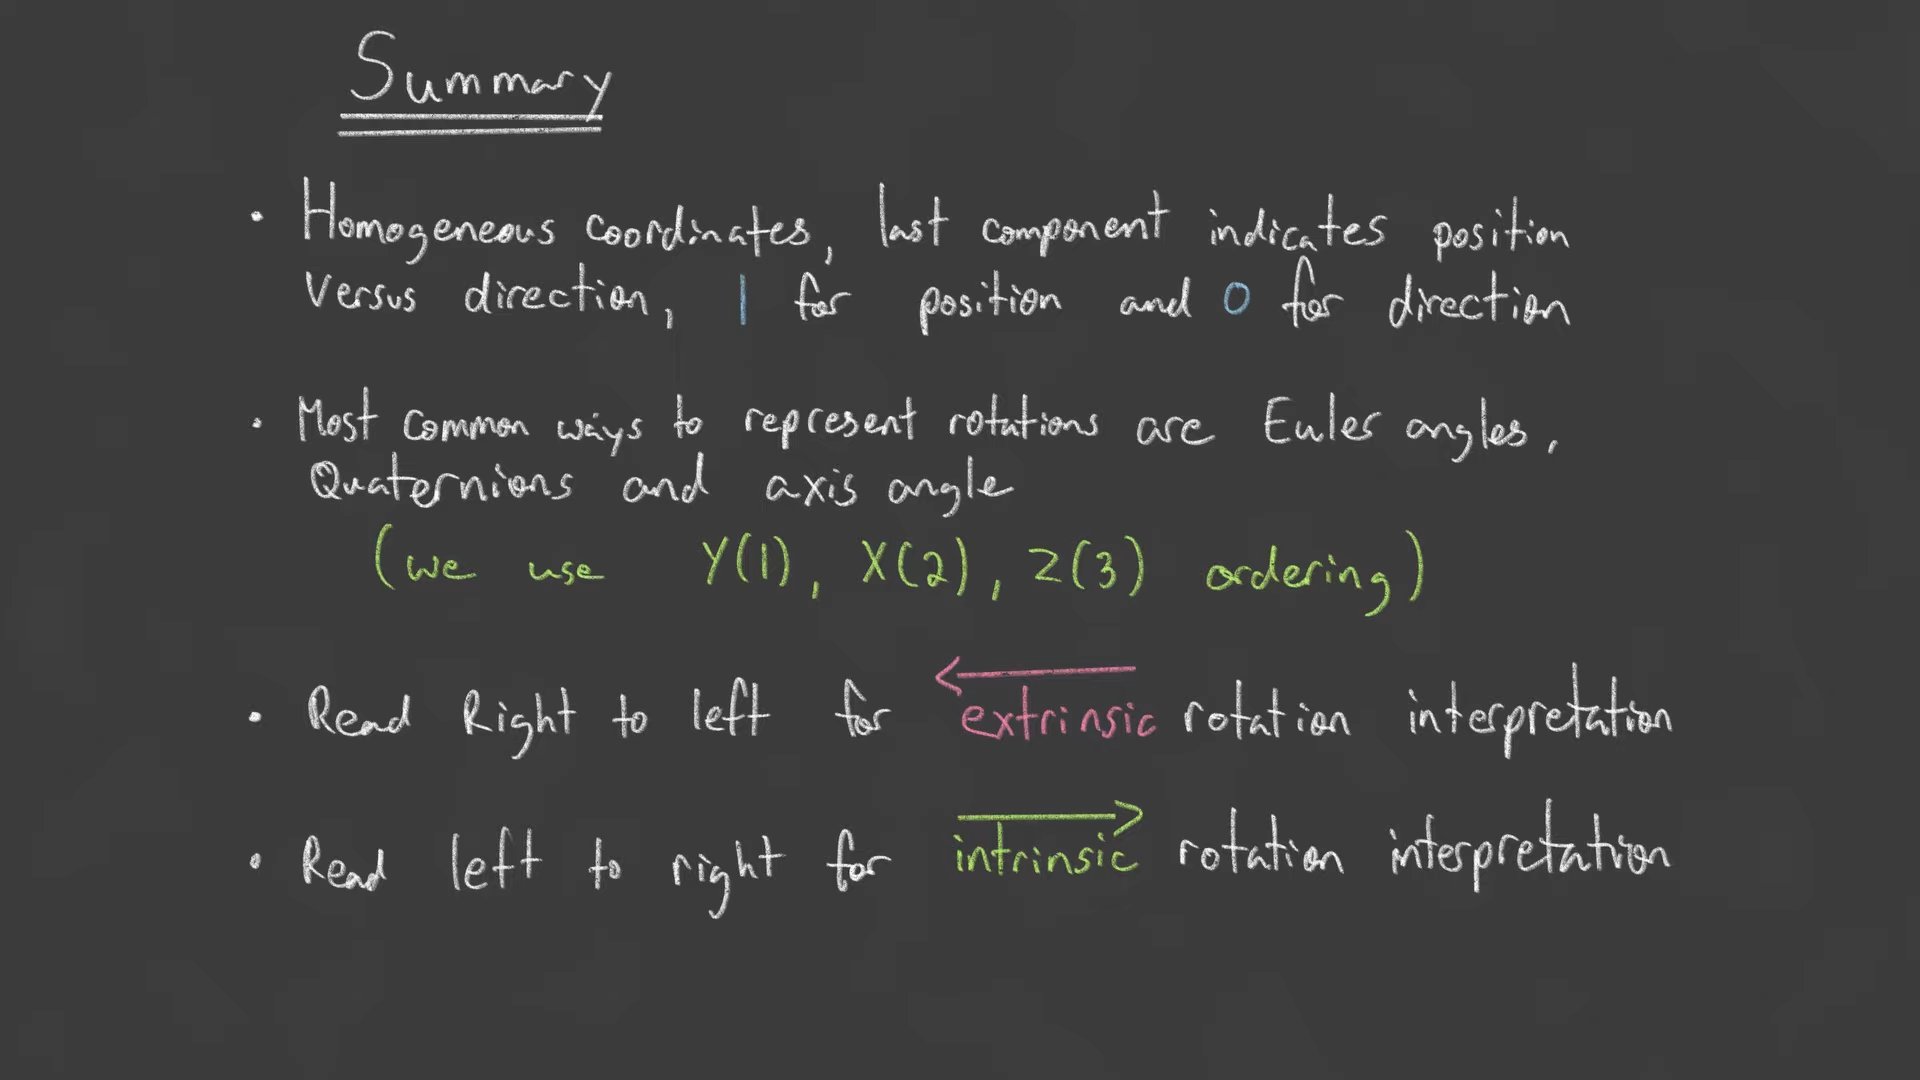 Summary
• Homogeneous coordinates, last component indicates position
versus direction, 1 for position and 0 for direction
• Most common ways to represent rotations are Euler angles,
Quaternions and axis angle
(we use Y(1), X(2), Z(3) ordering)
• Read Right to left for extrinsic rotation interpretation
• Read left to right for intrinsic rotation interpretation